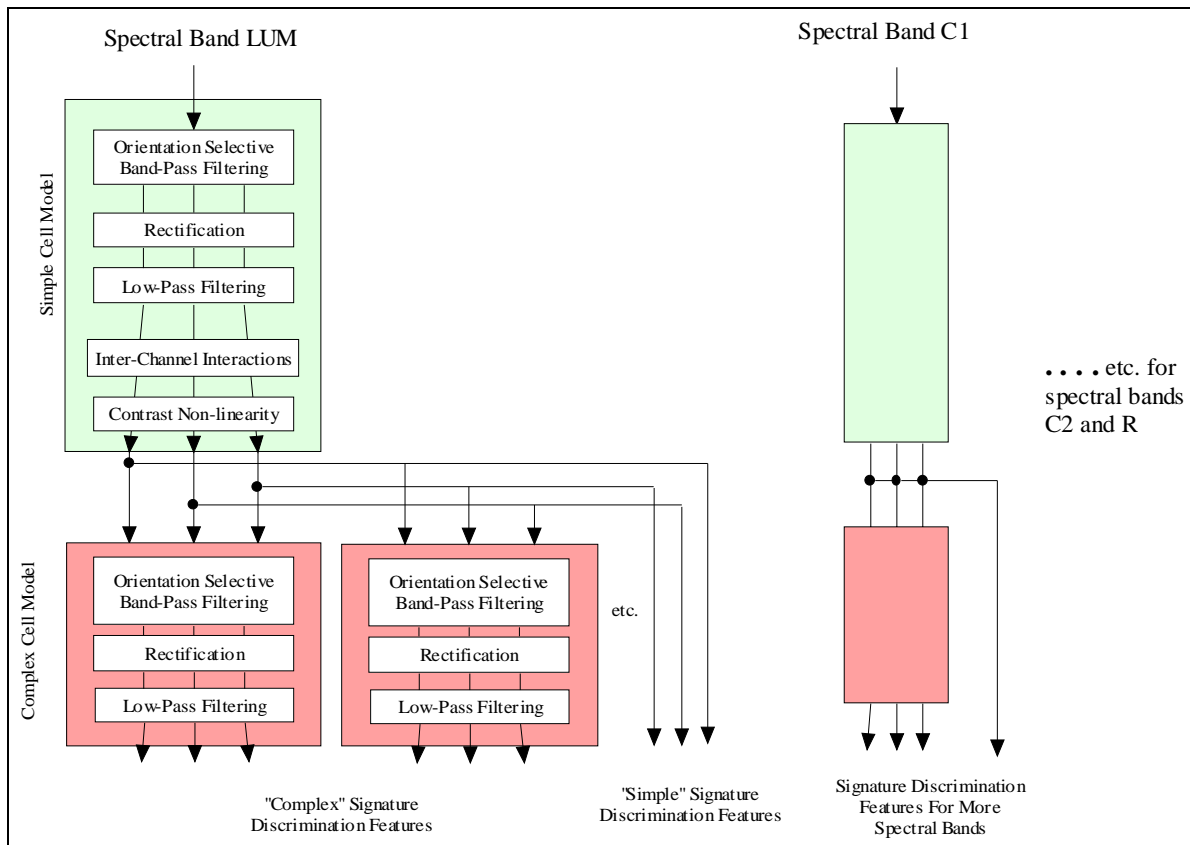 Spectral Band LUM
Spectral Band C1
Simple Cell Model
Orientation Selective
Band-Pass Filtering
Rectification
Low-Pass Filtering
Inter-Channel Interactions
Contrast Non-linearity
. . . . etc. for
spectral bands
C2 and R
Complex Cell Model
Orientation Selective
Band-Pass Filtering
Rectification
Low-Pass Filtering
Orientation Selective
Band-Pass Filtering
Rectification
Low-Pass Filtering
etc.
"Complex" Signature
Discrimination Features
"Simple" Signature
Discrimination Features
Signature Discrimination
Features For More
Spectral Bands